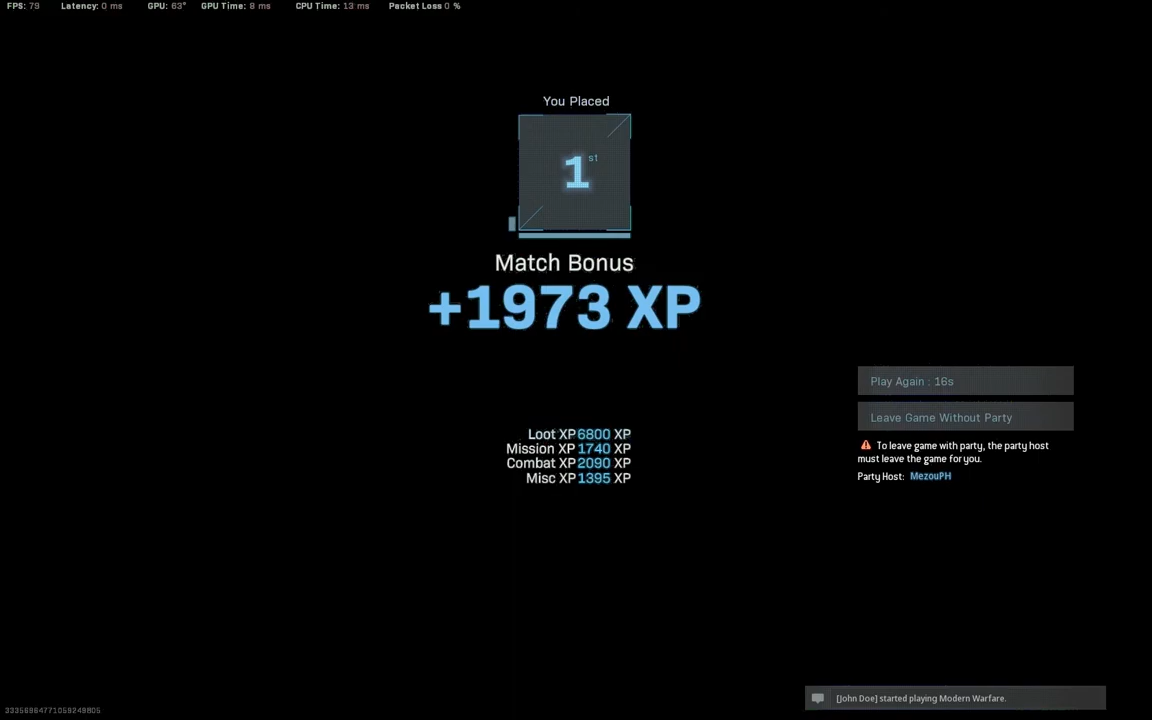 FPS: 79 Latency: 0 ms GPU: 63° GPU Time: 8 ms CPU Time: 13 ms Packet Loss 0 %
You Placed
1st
Match Bonus
+1973 XP
Play Again : 16s
Leave Game Without Party
To leave game with party, the party host
must leave the game for you.
Party Host: MezouPH
Loot XP 6800 XP
Mission XP 1740 XP
Combat XP 2090 XP
Misc XP 1395 XP
[John Doe] started playing Modern Warfare.